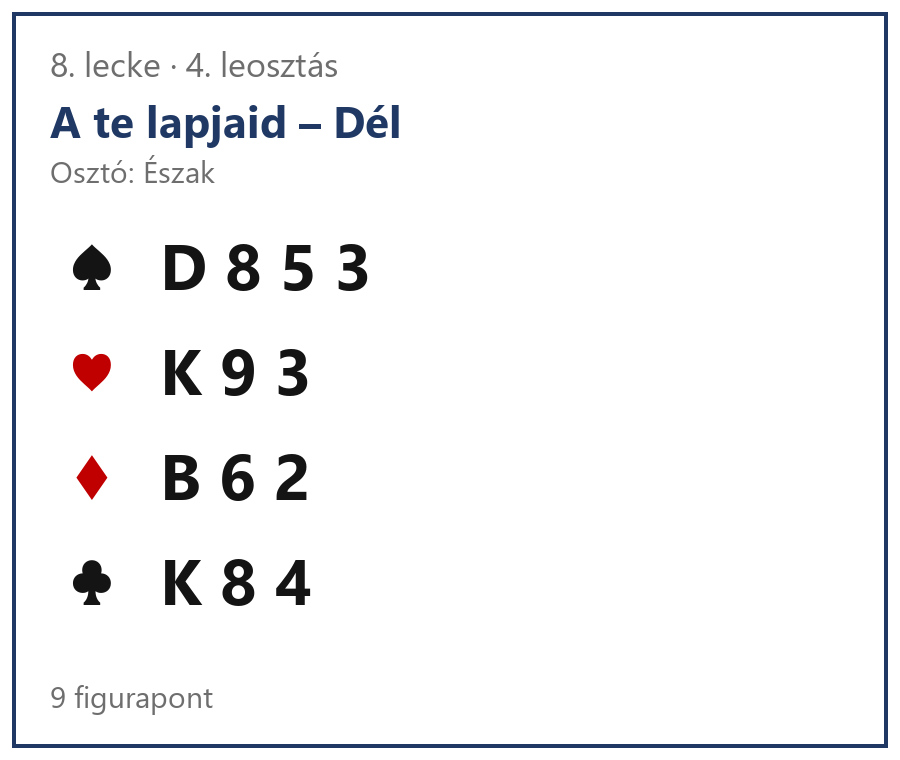 8. lecke · 4. leosztás
A te lapjaid – Dél
Osztó: Észak
♠ D 8 5 3
♥ K 9 3
♦ B 6 2
♣ K 8 4
9 figurapont